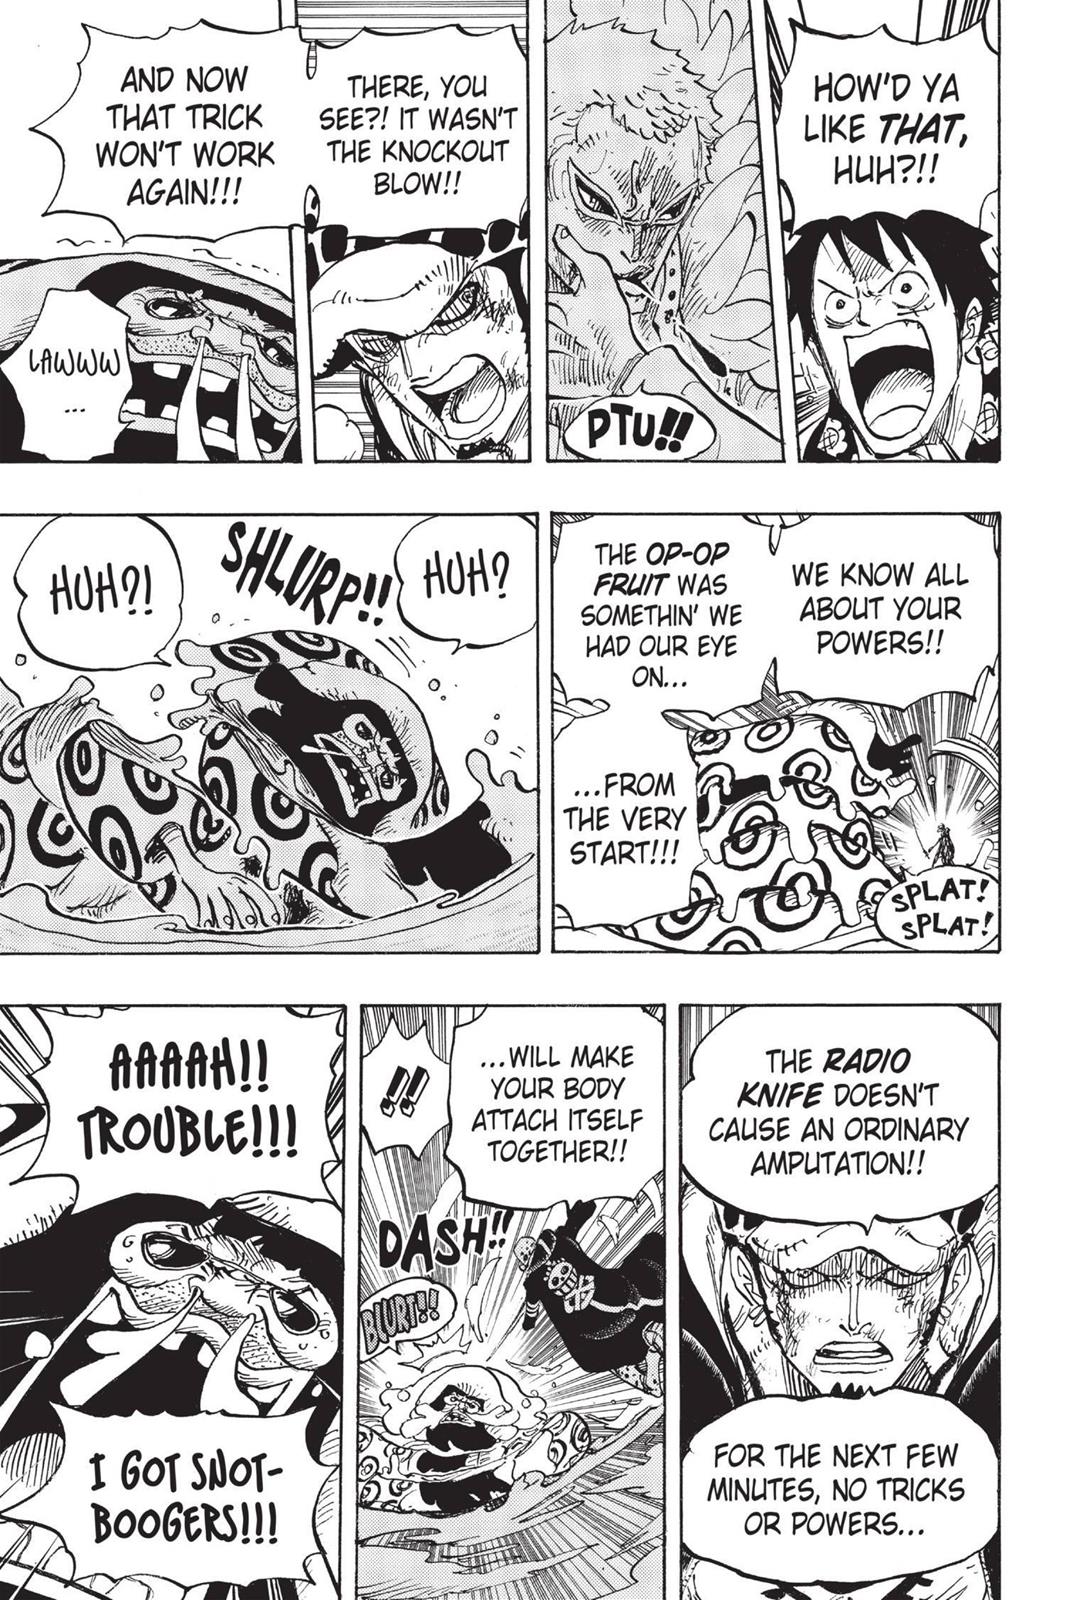 HOW'D YA
LIKE THAT,
HUH?!!
PTU!!
THERE, YOU
SEE?! IT WASN'T
THE KNOCKOUT
BLOW!!
AND NOW
THAT TRICK
WON'T WORK
AGAIN!!!
LAWWW
...
WE KNOW ALL
ABOUT YOUR
POWERS!!
THE OP-OP
FRUIT WAS
SOMETHIN' WE
HAD OUR EYE
ON...
...FROM
THE VERY
START!!!
SPLAT!
SPLAT!
HUH?
SHLURP!!
HUH?!
THE RADIO
KNIFE DOESN'T
CAUSE AN ORDINARY
AMPUTATION!!
FOR THE NEXT FEW
MINUTES, NO TRICKS
OR POWERS...
...WILL MAKE
YOUR BODY
ATTACH ITSELF
TOGETHER!!
!!
DASH!!
BLURT!!
AAAAH!!
TROUBLE!!!
I GOT SNOT-
BOOGERS!!!